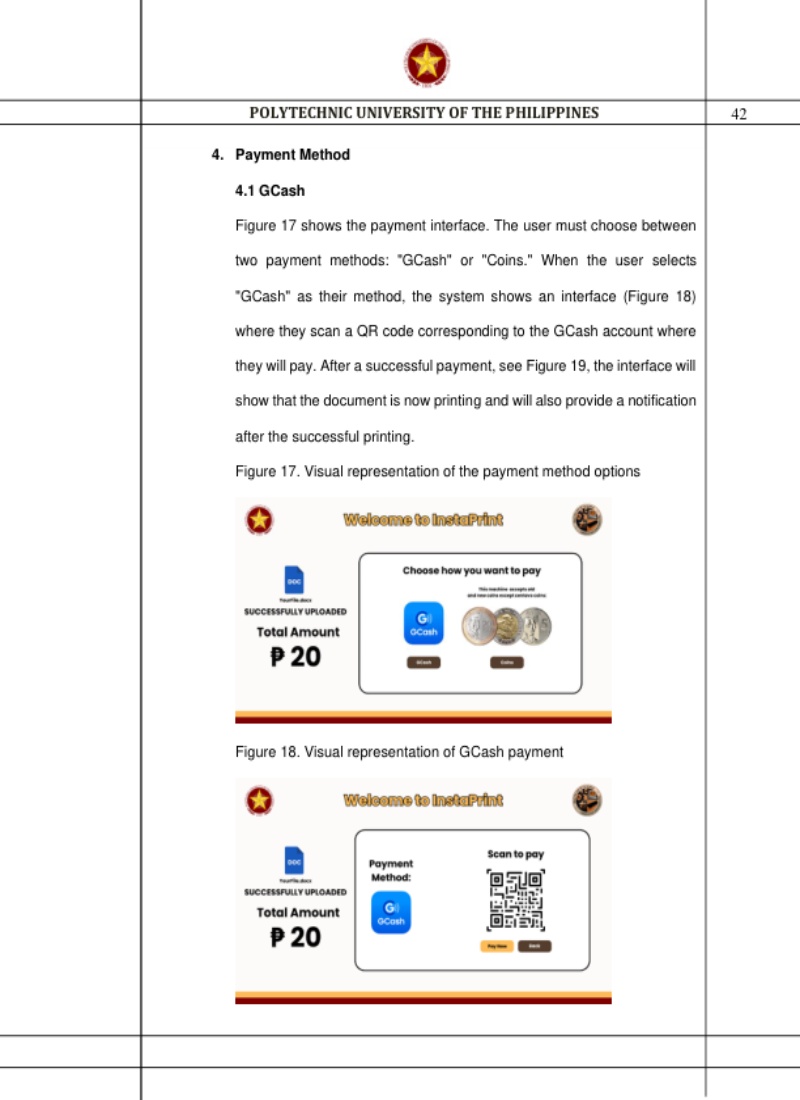 POLYTECHNIC UNIVERSITY OF THE PHILIPPINES
42
4. Payment Method
4.1 GCash
Figure 17 shows the payment interface. The user must choose between
two payment methods: "GCash" or "Coins." When the user selects
"GCash" as their method, the system shows an interface (Figure 18)
where they scan a QR code corresponding to the GCash account where
they will pay. After a successful payment, see Figure 19, the interface will
show that the document is now printing and will also provide a notification
after the successful printing.
Figure 17. Visual representation of the payment method options
Welcome to InstaPrint
DOC
Yourfile.docx
SUCCESSFULLY UPLOADED
Total Amount
₱ 20
Choose how you want to pay
This machine accepts old
and new coins except centavo coins
G
GCash
GCash
Coins
Figure 18. Visual representation of GCash payment
Welcome to InstaPrint
DOC
Yourfile.docx
SUCCESSFULLY UPLOADED
Total Amount
₱ 20
Payment
Method:
G
GCash
Scan to pay
Pay Now
Back